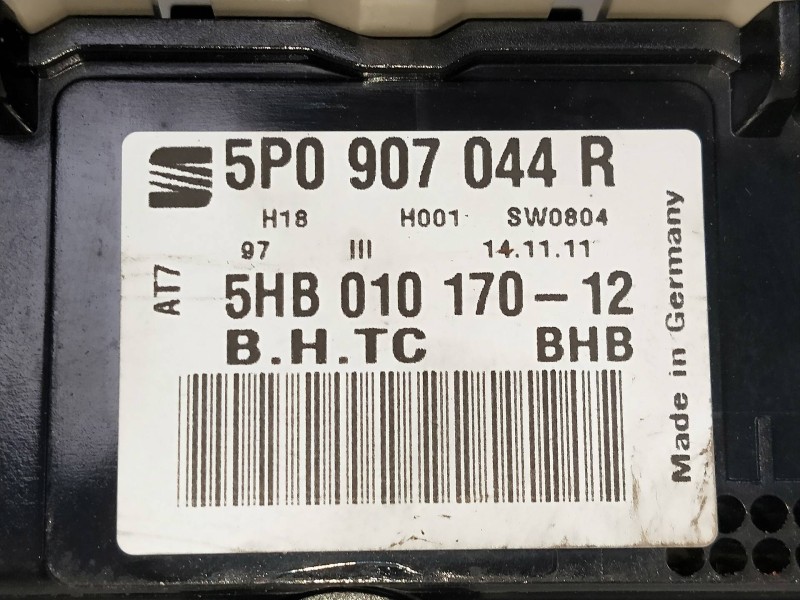 5P0 907 044 R
H18 H001 SW0804
97 III 14.11.11
AT7
5HB 010 170-12
B.H.TC BHB
Made in Germany